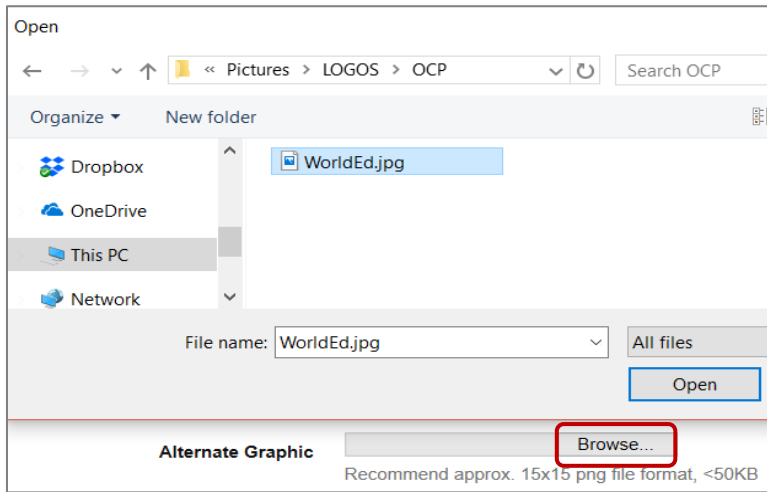 Open
« Pictures > LOGOS > OCP
Search OCP
Organize
New folder
Dropbox
WorldEd.jpg
OneDrive
This PC
Network
File name: WorldEd.jpg
All files
Open
Alternate Graphic
Browse...
Recommend approx. 15x15 png file format, <50KB